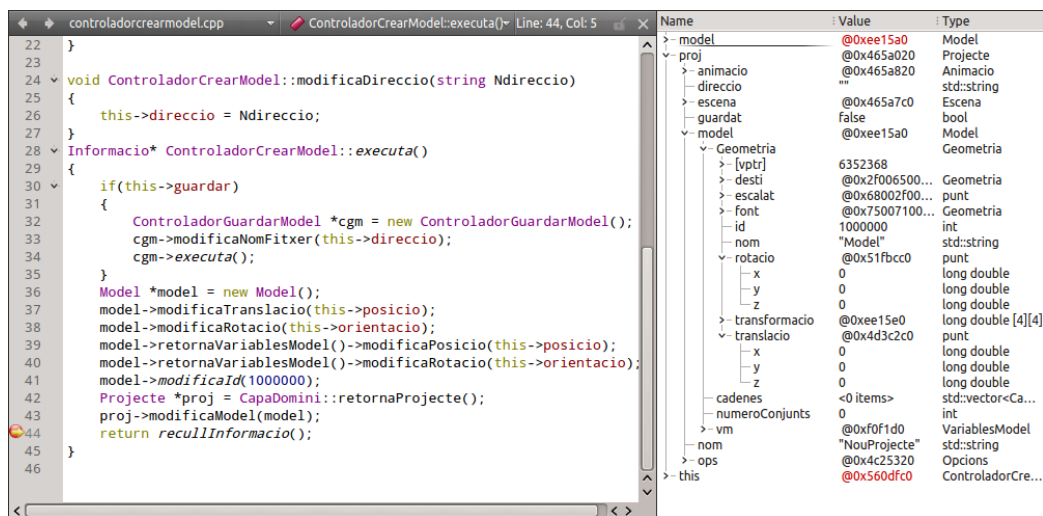 controladorcrearmodel.cpp ControladorCrearModel::executa() Line: 44, Col: 5
22 }
23
24 void ControladorCrearModel::modificaDireccio(string Ndireccio)
25 {
26 this->direccio = Ndireccio;
27 }
28 Informacio* ControladorCrearModel::executa()
29 {
30 if(this->guardar)
31 {
32 ControladorGuardarModel *cgm = new ControladorGuardarModel();
33 cgm->modificaNomFitxer(this->direccio);
34 cgm->executa();
35 }
36 Model *model = new Model();
37 model->modificaTranslacio(this->posicio);
38 model->modificaRotacio(this->orientacio);
39 model->retornaVariablesModel()->modificaPosicio(this->posicio);
40 model->retornaVariablesModel()->modificaRotacio(this->orientacio);
41 model->modificaId(1000000);
42 Projecte *proj = CapaDomini::retornaProjecte();
43 proj->modificaModel(model);
44 return recullInformacio();
45 }
46
Name Value Type
model @0xee15a0 Model
proj @0x465a020 Projecte
animacio @0x465a820 Animacio
direccio "" std::string
escena @0x465a7c0 Escena
guardat false bool
model @0xee15a0 Model
Geometria Geometria
[vptr] 6352368
desti @0x2f006500... Geometria
escalat @0x68002f00... punt
font @0x75007100... Geometria
id 1000000 int
nom "Model" std::string
rotacio @0x51fbcc0 punt
x 0 long double
y 0 long double
z 0 long double
transformacio @0xee15e0 long double [4][4]
translacio @0x4d3c2c0 punt
x 0 long double
y 0 long double
z 0 long double
cadenes <0 items> std::vector<Ca...
numeroConjunts 0 int
vm @0xf0f1d0 VariablesModel
nom "NouProjecte" std::string
ops @0x4c25320 Opcions
this @0x560dfc0 ControladorCre...